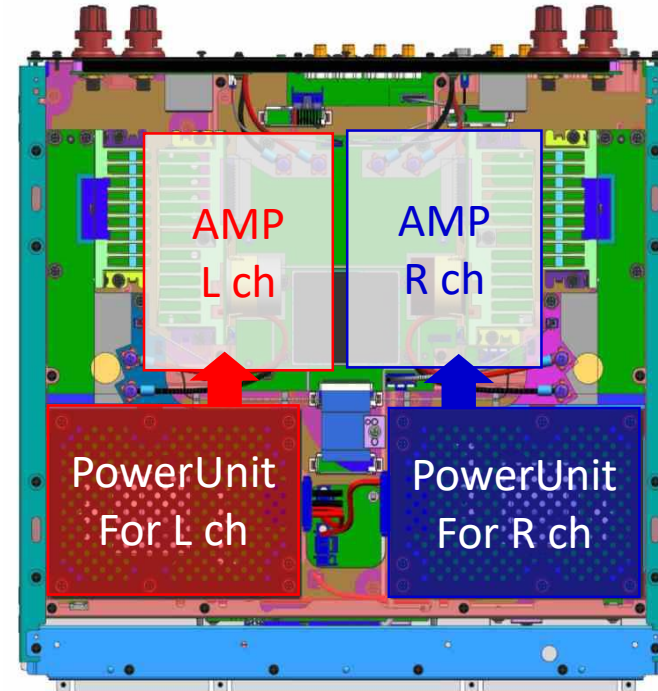 AMP
L ch
AMP
R ch
PowerUnit
For L ch
PowerUnit
For R ch